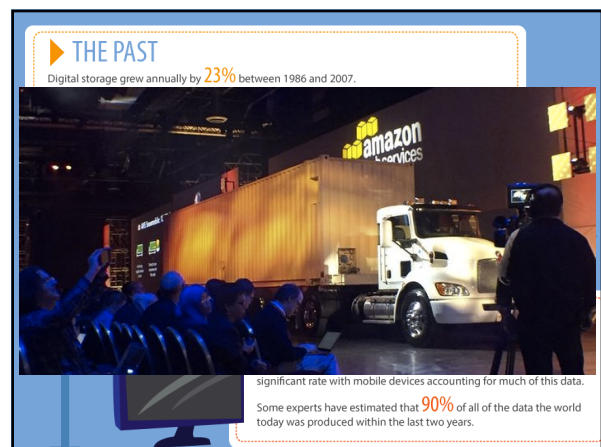 THE PAST
Digital storage grew annually by 23% between 1986 and 2007.
amazon
services
AWS Snowmobile
significant rate with mobile devices accounting for much of this data.
Some experts have estimated that 90% of all of the data the world
today was produced within the last two years.